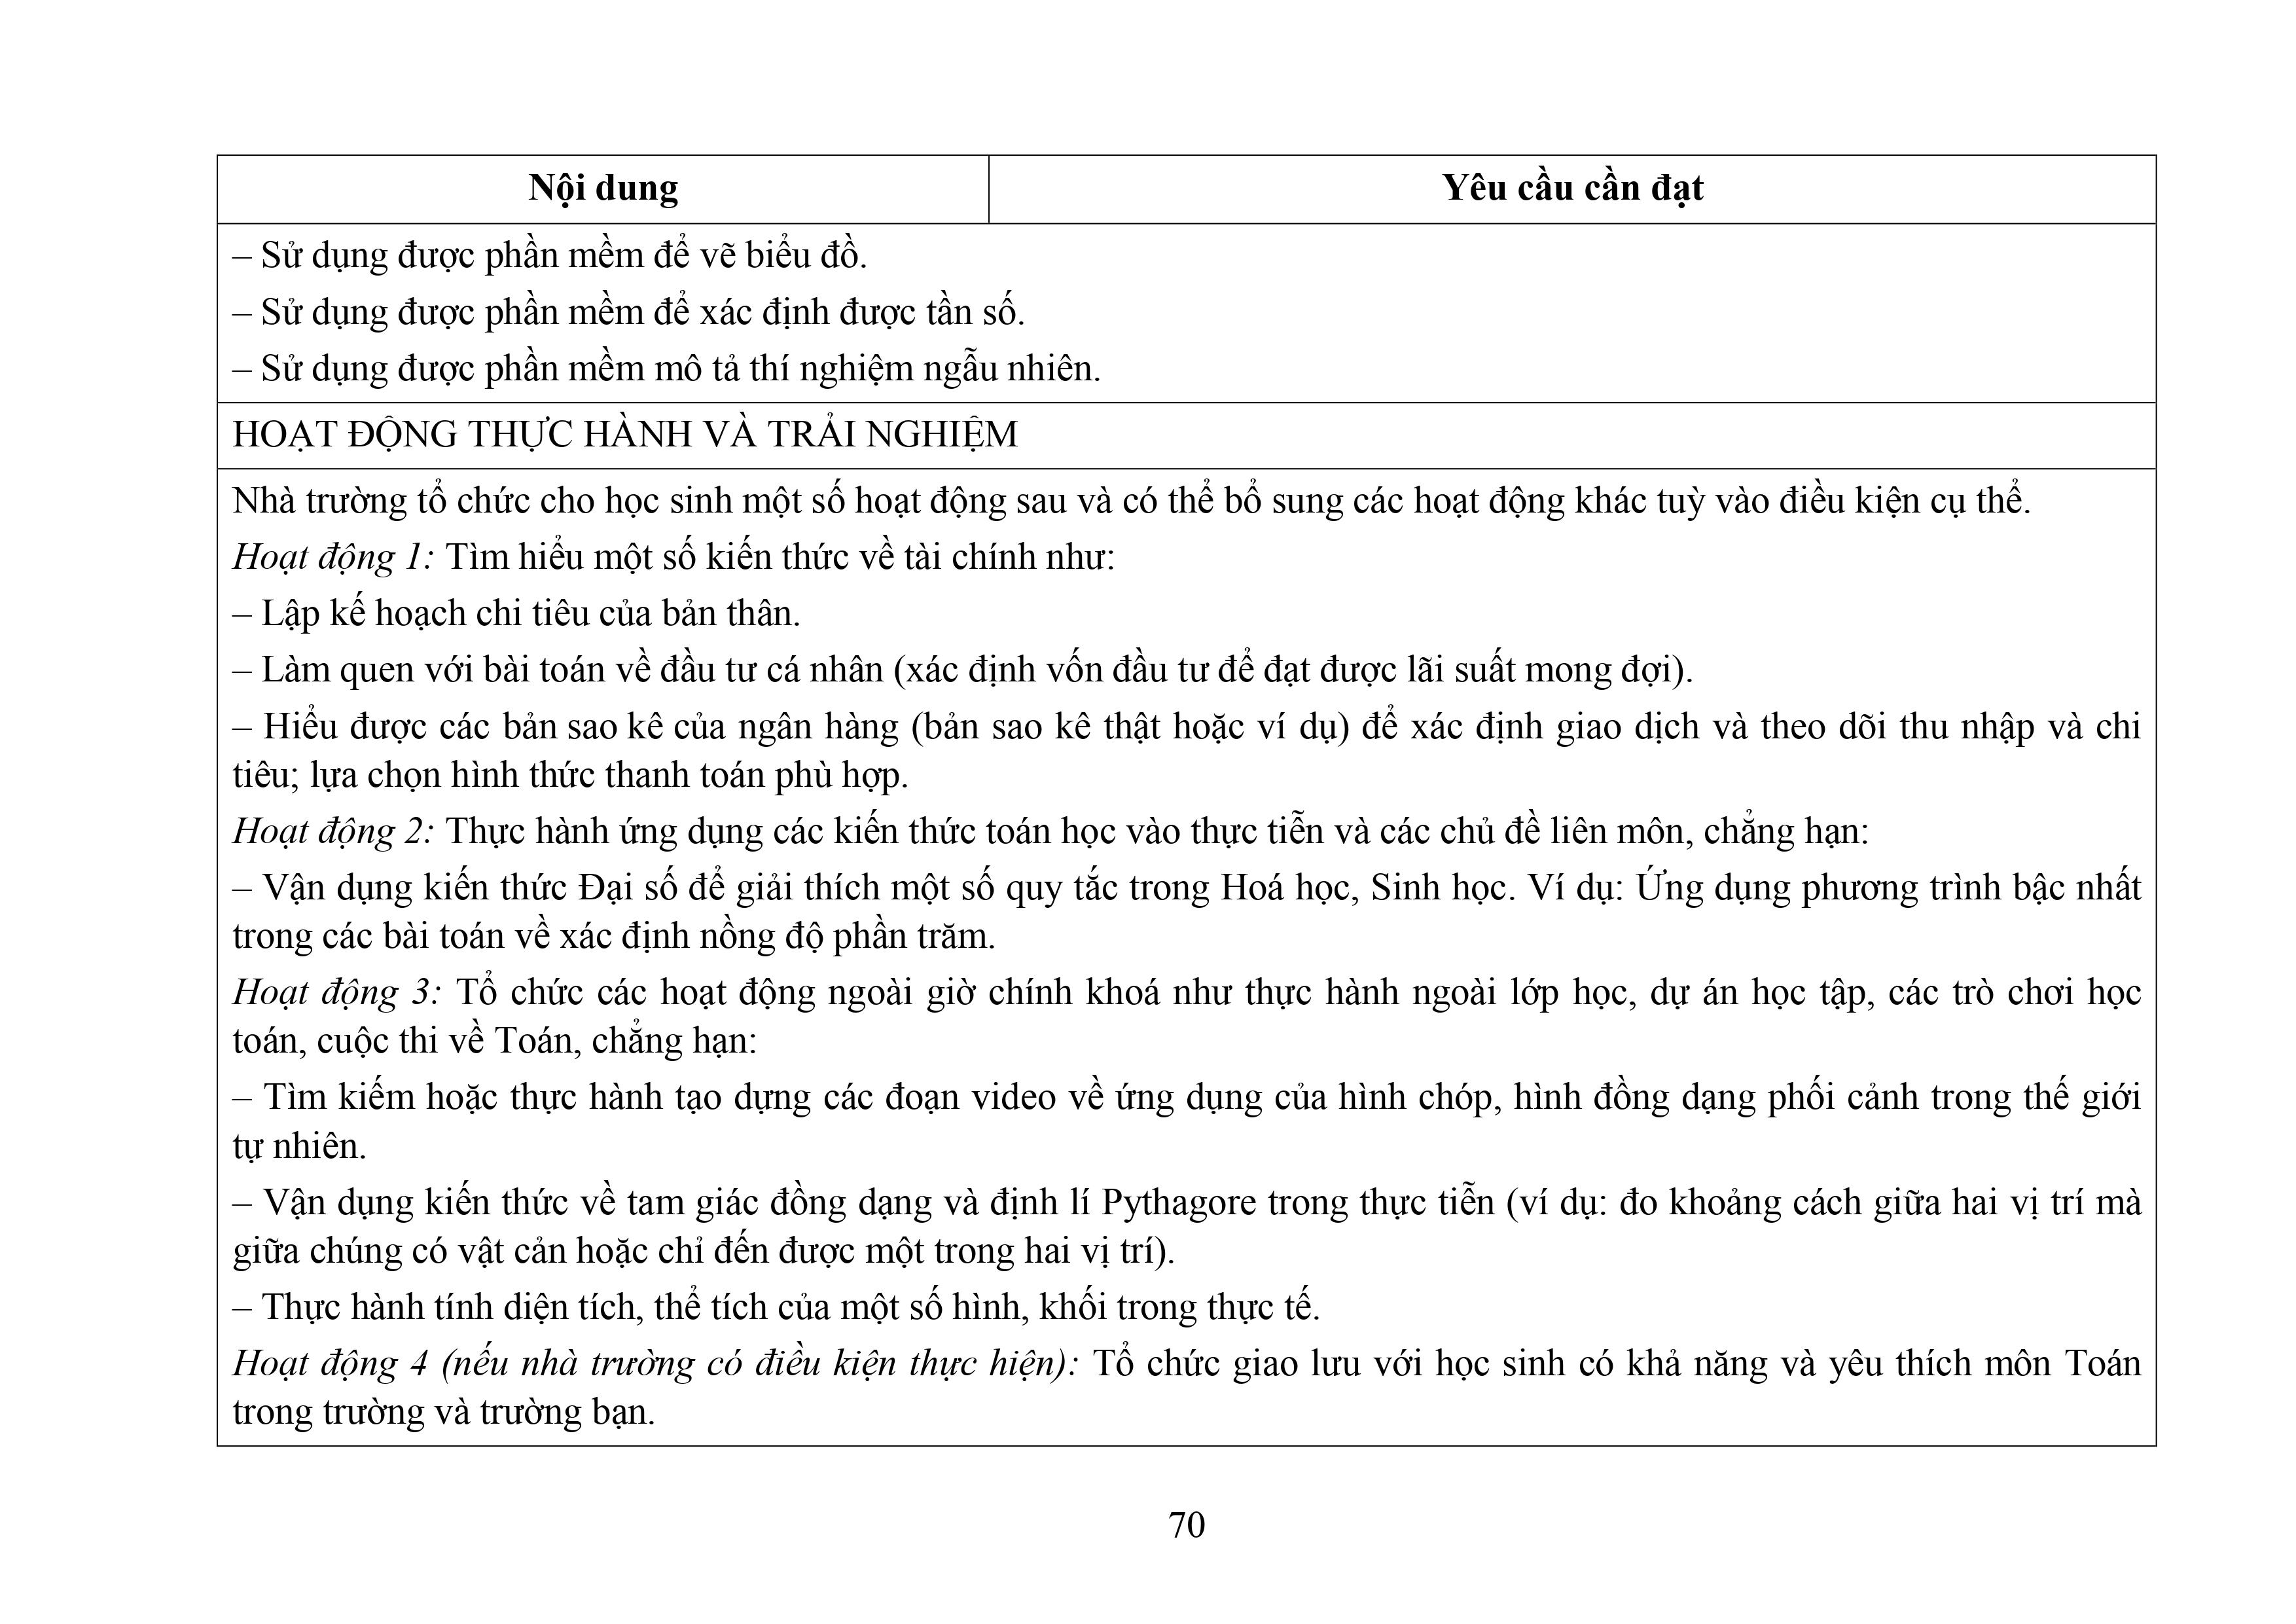 Nội dung
Yêu cầu cần đạt
– Sử dụng được phần mềm để vẽ biểu đồ.
– Sử dụng được phần mềm để xác định được tần số.
– Sử dụng được phần mềm mô tả thí nghiệm ngẫu nhiên.
HOẠT ĐỘNG THỰC HÀNH VÀ TRẢI NGHIỆM
Nhà trường tổ chức cho học sinh một số hoạt động sau và có thể bổ sung các hoạt động khác tuỳ vào điều kiện cụ thể.
Hoạt động 1: Tìm hiểu một số kiến thức về tài chính như:
– Lập kế hoạch chi tiêu của bản thân.
– Làm quen với bài toán về đầu tư cá nhân (xác định vốn đầu tư để đạt được lãi suất mong đợi).
– Hiểu được các bản sao kê của ngân hàng (bản sao kê thật hoặc ví dụ) để xác định giao dịch và theo dõi thu nhập và chi
tiêu; lựa chọn hình thức thanh toán phù hợp.
Hoạt động 2: Thực hành ứng dụng các kiến thức toán học vào thực tiễn và các chủ đề liên môn, chẳng hạn:
– Vận dụng kiến thức Đại số để giải thích một số quy tắc trong Hoá học, Sinh học. Ví dụ: Ứng dụng phương trình bậc nhất
trong các bài toán về xác định nồng độ phần trăm.
Hoạt động 3: Tổ chức các hoạt động ngoài giờ chính khoá như thực hành ngoài lớp học, dự án học tập, các trò chơi học
toán, cuộc thi về Toán, chẳng hạn:
– Tìm kiếm hoặc thực hành tạo dựng các đoạn video về ứng dụng của hình chóp, hình đồng dạng phối cảnh trong thế giới
tự nhiên.
– Vận dụng kiến thức về tam giác đồng dạng và định lí Pythagore trong thực tiễn (ví dụ: đo khoảng cách giữa hai vị trí mà
giữa chúng có vật cản hoặc chỉ đến được một trong hai vị trí).
– Thực hành tính diện tích, thể tích của một số hình, khối trong thực tế.
Hoạt động 4 (nếu nhà trường có điều kiện thực hiện): Tổ chức giao lưu với học sinh có khả năng và yêu thích môn Toán
trong trường và trường bạn.
70